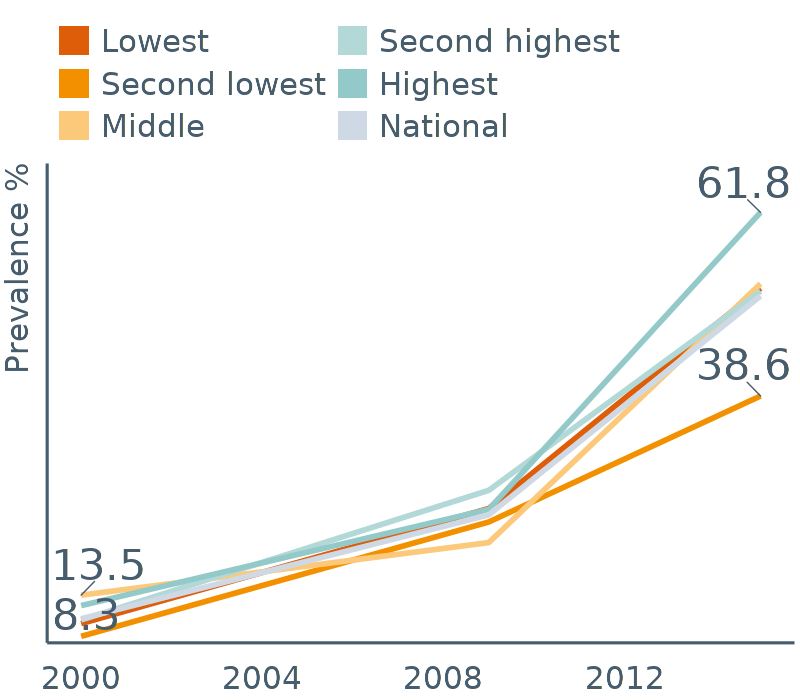 Lowest
Second lowest
Middle
Second highest
Highest
National
Prevalence %
61.8
38.6
13.5
8.3
2000 2004 2008 2012